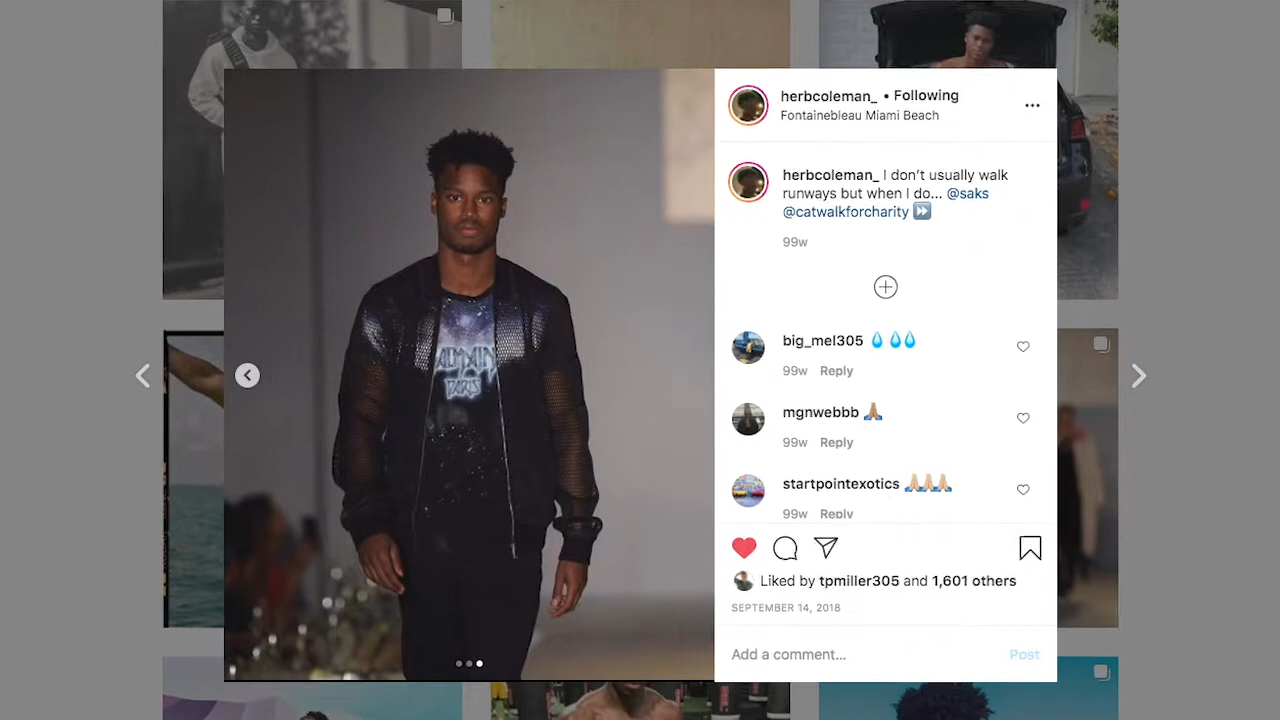 herbcoleman_ • Following
Fontainebleau Miami Beach
herbcoleman_ I don't usually walk
runways but when I do... @saks
@catwalkforcharity ⏩
99w
big_mel305 💧💧💧
99w Reply
mgnwebbb 🙏🏽
99w Reply
startpointexotics 🙏🏼🙏🏼🙏🏼
99w Reply
Liked by tpmiller305 and 1,601 others
SEPTEMBER 14, 2018
Add a comment... Post
BALMAIN
PARIS